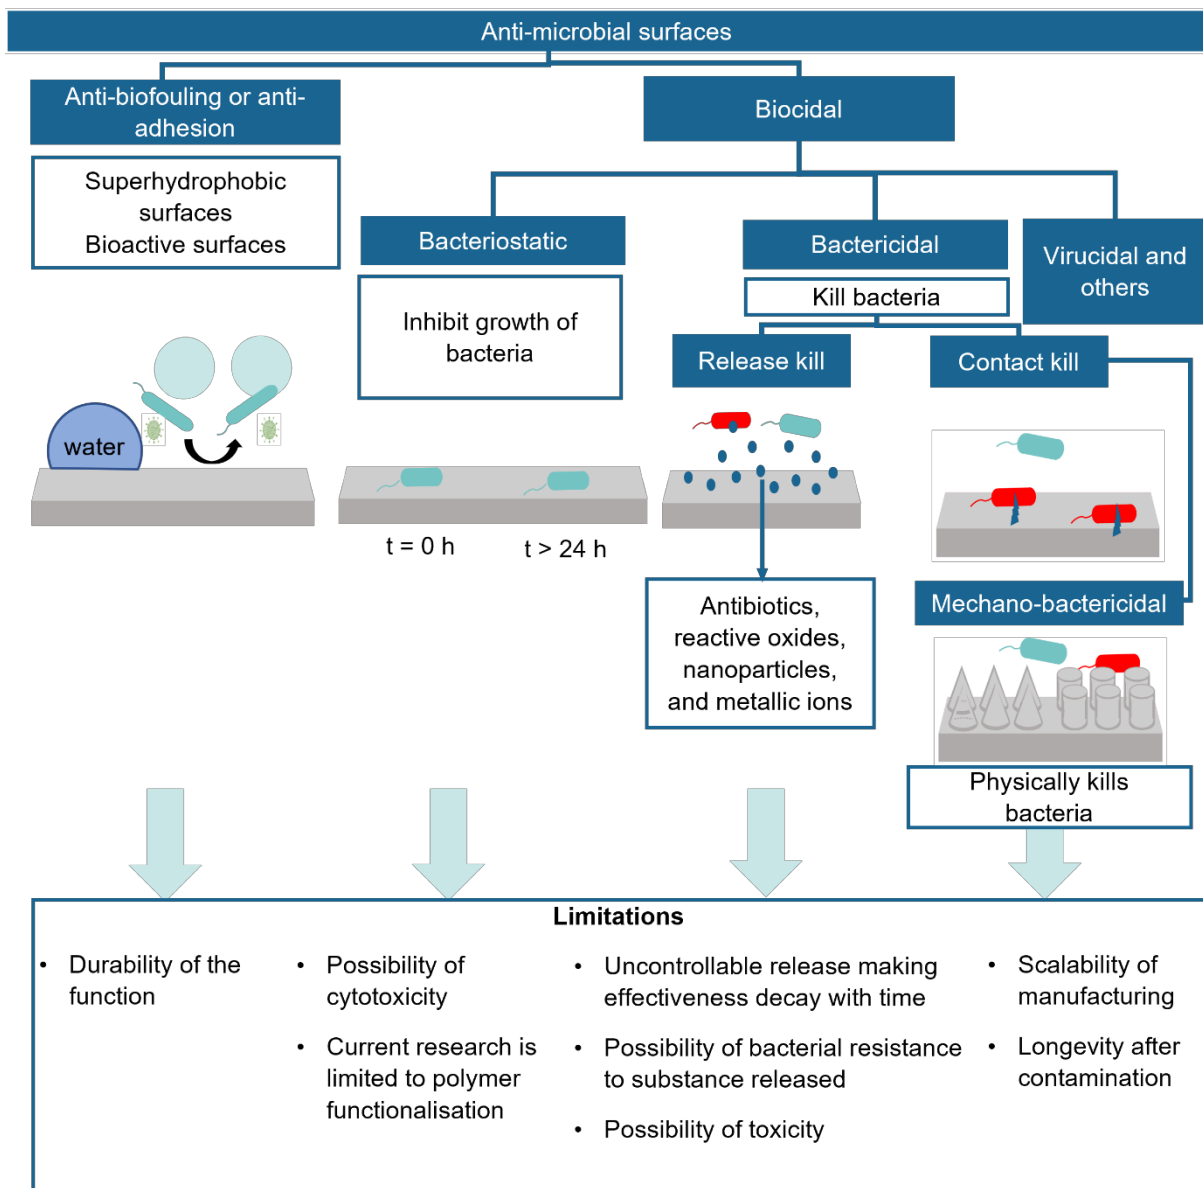 Anti-microbial surfaces
Anti-biofouling or anti-
adhesion
Superhydrophobic
surfaces
Bioactive surfaces
water
Biocidal
Bacteriostatic
Inhibit growth of
bacteria
t = 0 h
t > 24 h
Bactericidal
Kill bacteria
Virucidal and
others
Release kill
Antibiotics,
reactive oxides,
nanoparticles,
and metallic ions
Contact kill
Mechano-bactericidal
Physically kills
bacteria
Limitations
• Durability of the
function
• Possibility of
cytotoxicity
• Current research is
limited to polymer
functionalisation
• Uncontrollable release making
effectiveness decay with time
• Possibility of bacterial resistance
to substance released
• Possibility of toxicity
• Scalability of
manufacturing
• Longevity after
contamination